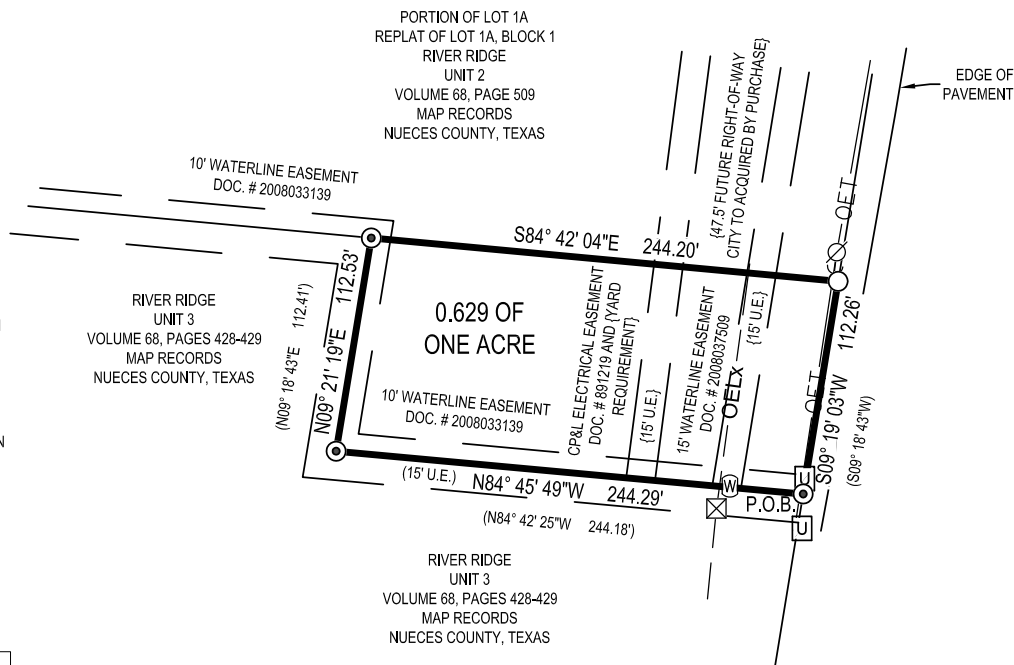 PORTION OF LOT 1A
REPLAT OF LOT 1A, BLOCK 1
RIVER RIDGE
UNIT 2
VOLUME 68, PAGE 509
MAP RECORDS
NUECES COUNTY, TEXAS
EDGE OF
PAVEMENT
{47.5' FUTURE RIGHT-OF-WAY
CITY TO ACQUIRED BY PURCHASE}
OET
10' WATERLINE EASEMENT
DOC. # 2008033139
S84° 42' 04"E 244.20'
RIVER RIDGE
UNIT 3
VOLUME 68, PAGES 428-429
MAP RECORDS
NUECES COUNTY, TEXAS
(N09° 18' 43"E 112.41')
N09° 21' 19"E 112.53'
0.629 OF
ONE ACRE
10' WATERLINE EASEMENT
DOC. # 2008033139
CP&L ELECTRICAL EASEMENT
DOC. # 891219 AND {YARD
REQUIREMENT}
{15' U.E.}
15' WATERLINE EASEMENT
DOC. # 2008037509
OELx
{15' U.E.}
OET
S09° 19' 03"W 112.26'
(S09° 18' 43"W)
N
(15' U.E.)
N84° 45' 49"W 244.29'
(N84° 42' 25"W 244.18')
W
U
P.O.B.
U
RIVER RIDGE
UNIT 3
VOLUME 68, PAGES 428-429
MAP RECORDS
NUECES COUNTY, TEXAS